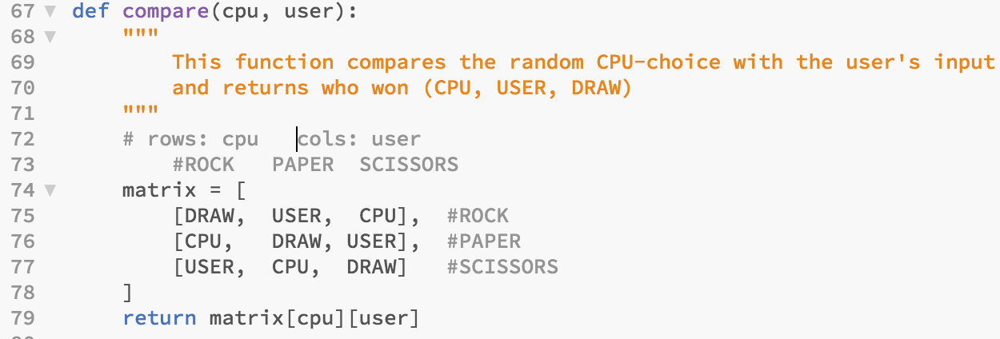 67 ▼ def compare(cpu, user):
68 ▼     """
69             This function compares the random CPU-choice with the user's input
70             and returns who won (CPU, USER, DRAW)
71         """
72         # rows: cpu   cols: user
73             #ROCK   PAPER  SCISSORS
74 ▼     matrix = [
75             [DRAW,  USER,  CPU],  #ROCK
76             [CPU,   DRAW, USER],  #PAPER
77             [USER,  CPU,  DRAW]   #SCISSORS
78         ]
79         return matrix[cpu][user]